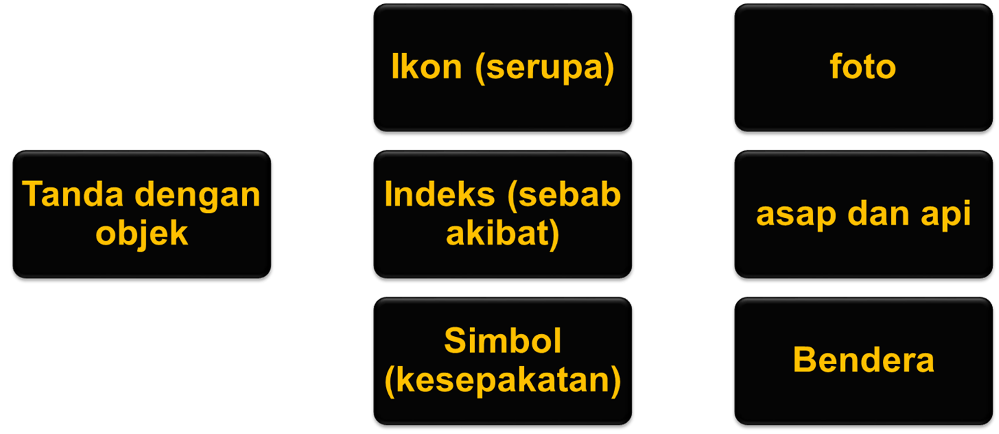 Tanda dengan
objek
Ikon (serupa)
foto
Indeks (sebab
akibat)
asap dan api
Simbol
(kesepakatan)
Bendera